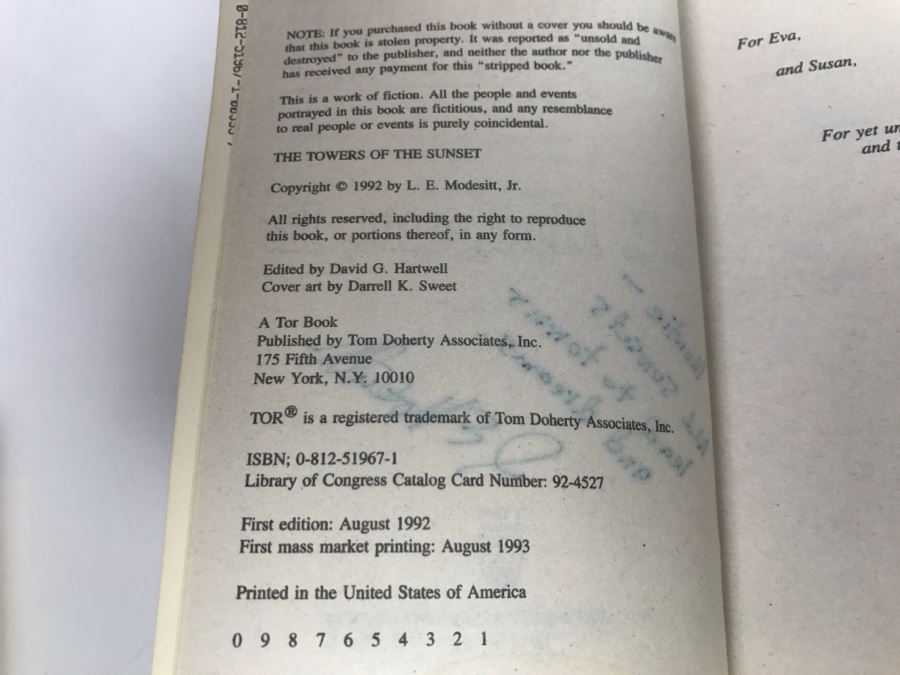 NOTE: If you purchased this book without a cover you should be aware
that this book is stolen property. It was reported as "unsold and
destroyed" to the publisher, and neither the author nor the publisher
has received any payment for this "stripped book."
This is a work of fiction. All the people and events
portrayed in this book are fictitious, and any resemblance
to real people or events is purely coincidental.
THE TOWERS OF THE SUNSET
Copyright © 1992 by L. E. Modesitt, Jr.
All rights reserved, including the right to reproduce
this book, or portions thereof, in any form.
Edited by David G. Hartwell
Cover art by Darrell K. Sweet
A Tor Book
Published by Tom Doherty Associates, Inc.
175 Fifth Avenue
New York, N.Y. 10010
TOR® is a registered trademark of Tom Doherty Associates, Inc.
ISBN; 0-812-51967-1
Library of Congress Catalog Card Number: 92-4527
First edition: August 1992
First mass market printing: August 1993
Printed in the United States of America
0 9 8 7 6 5 4 3 2 1
For Eva,
and Susan,
For yet
and